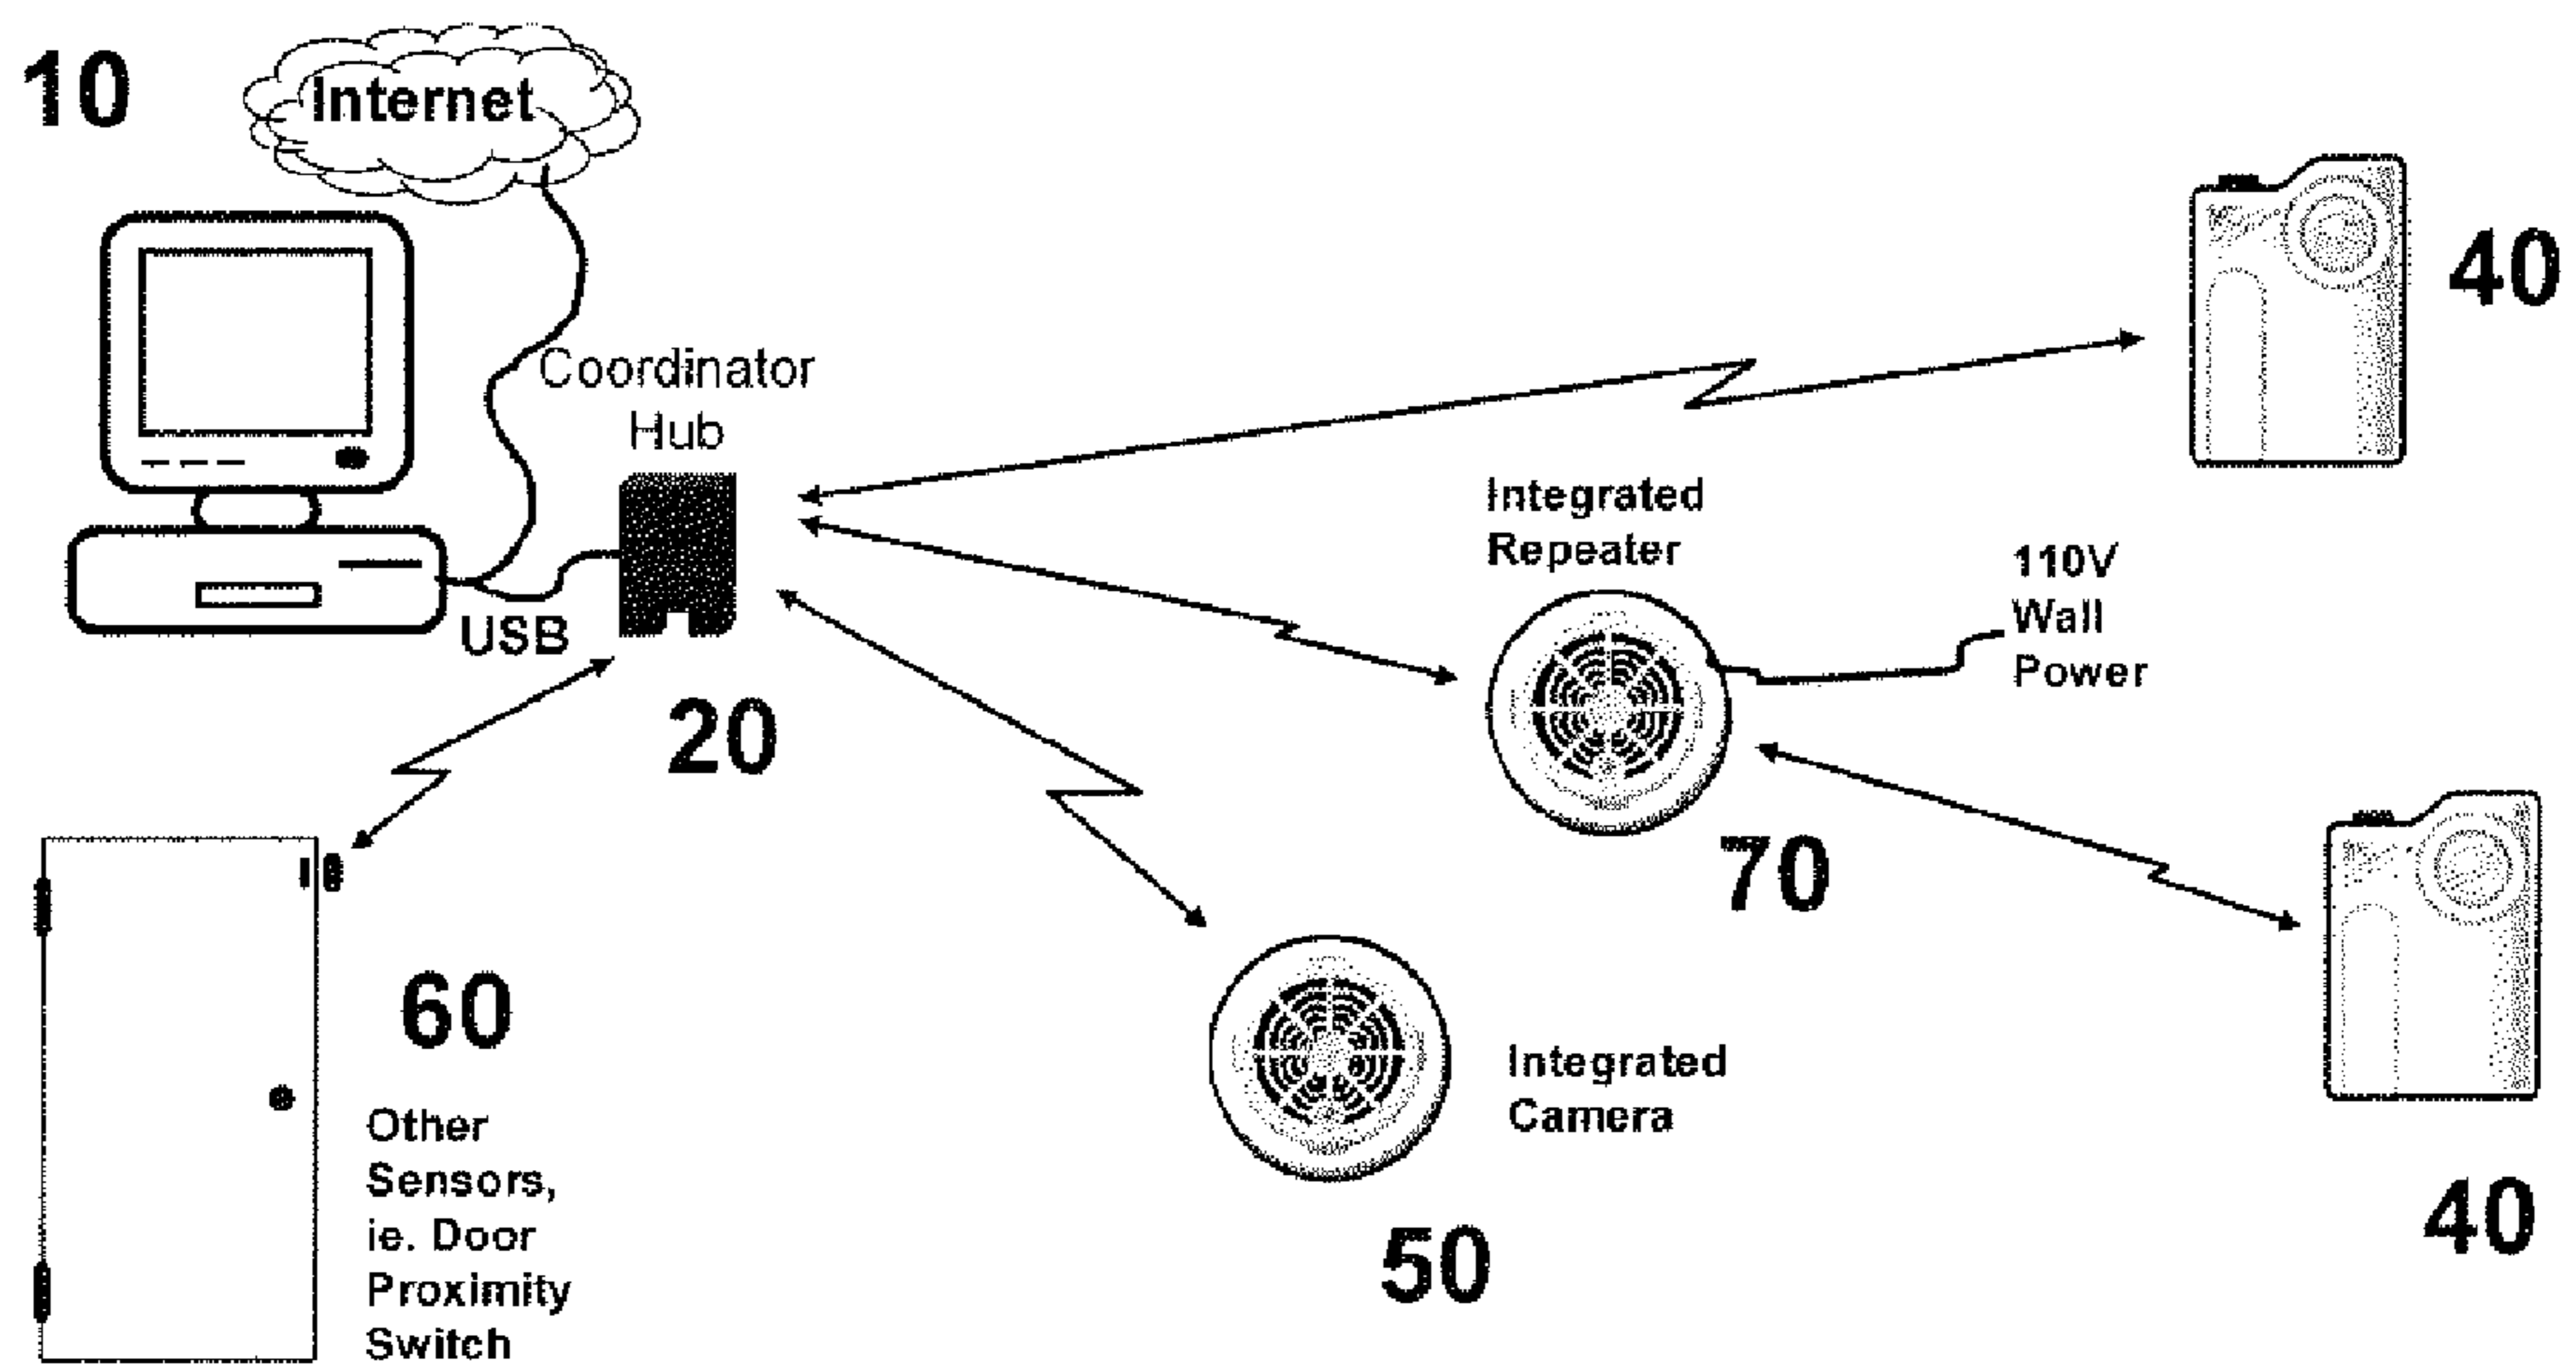 10
Internet
Coordinator
Hub
USB
20
40
Integrated
Repeater
110V
Wall
Power
70
60
Other
Sensors,
ie. Door
Proximity
Switch
Integrated
Camera
50
40